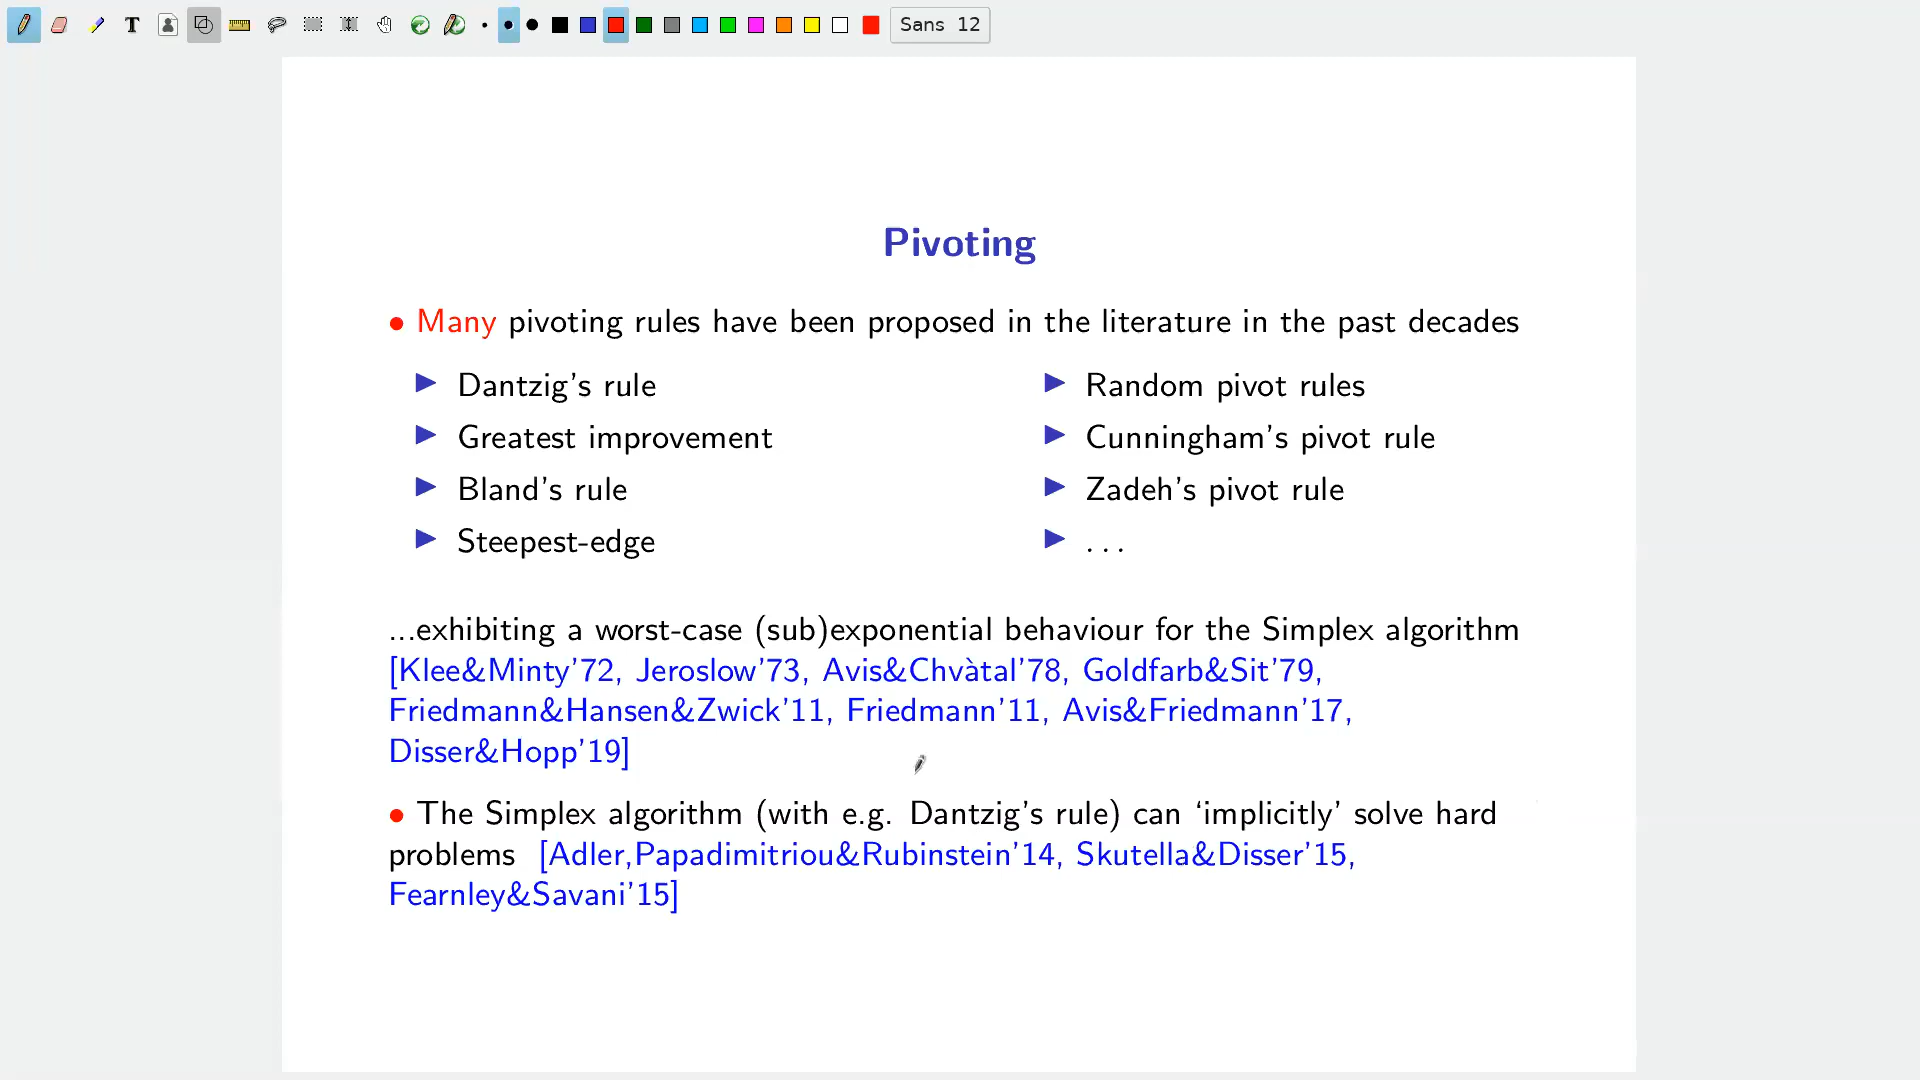 T
Sans 12
Pivoting
• Many pivoting rules have been proposed in the literature in the past decades
▶ Dantzig's rule
▶ Greatest improvement
▶ Bland's rule
▶ Steepest-edge
▶ Random pivot rules
▶ Cunningham's pivot rule
▶ Zadeh's pivot rule
▶ . . .
...exhibiting a worst-case (sub)exponential behaviour for the Simplex algorithm
[Klee&Minty'72, Jeroslow'73, Avis&Chvàtal'78, Goldfarb&Sit'79,
Friedmann&Hansen&Zwick'11, Friedmann'11, Avis&Friedmann'17,
Disser&Hopp'19]
• The Simplex algorithm (with e.g. Dantzig's rule) can ‘implicitly’ solve hard
problems [Adler,Papadimitriou&Rubinstein'14, Skutella&Disser'15,
Fearnley&Savani'15]